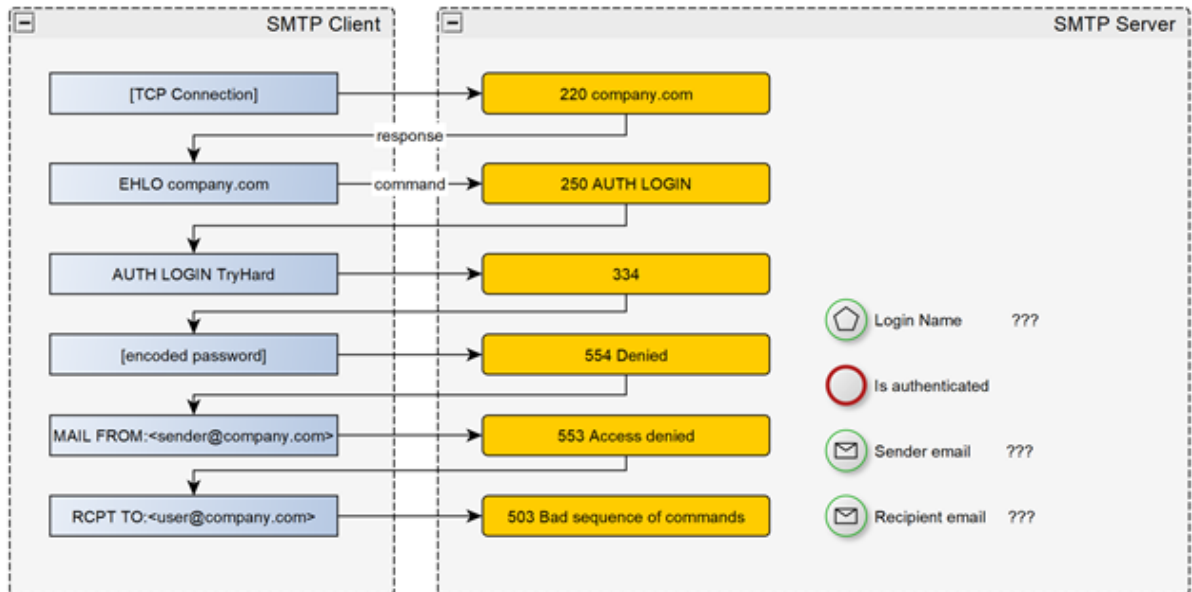 SMTP Client
SMTP Server
[TCP Connection]
220 company.com
response
EHLO company.com
command
250 AUTH LOGIN
AUTH LOGIN TryHard
334
Login Name ???
[encoded password]
554 Denied
Is authenticated
MAIL FROM:<sender@company.com>
553 Access denied
Sender email ???
RCPT TO:<user@company.com>
503 Bad sequence of commands
Recipient email ???